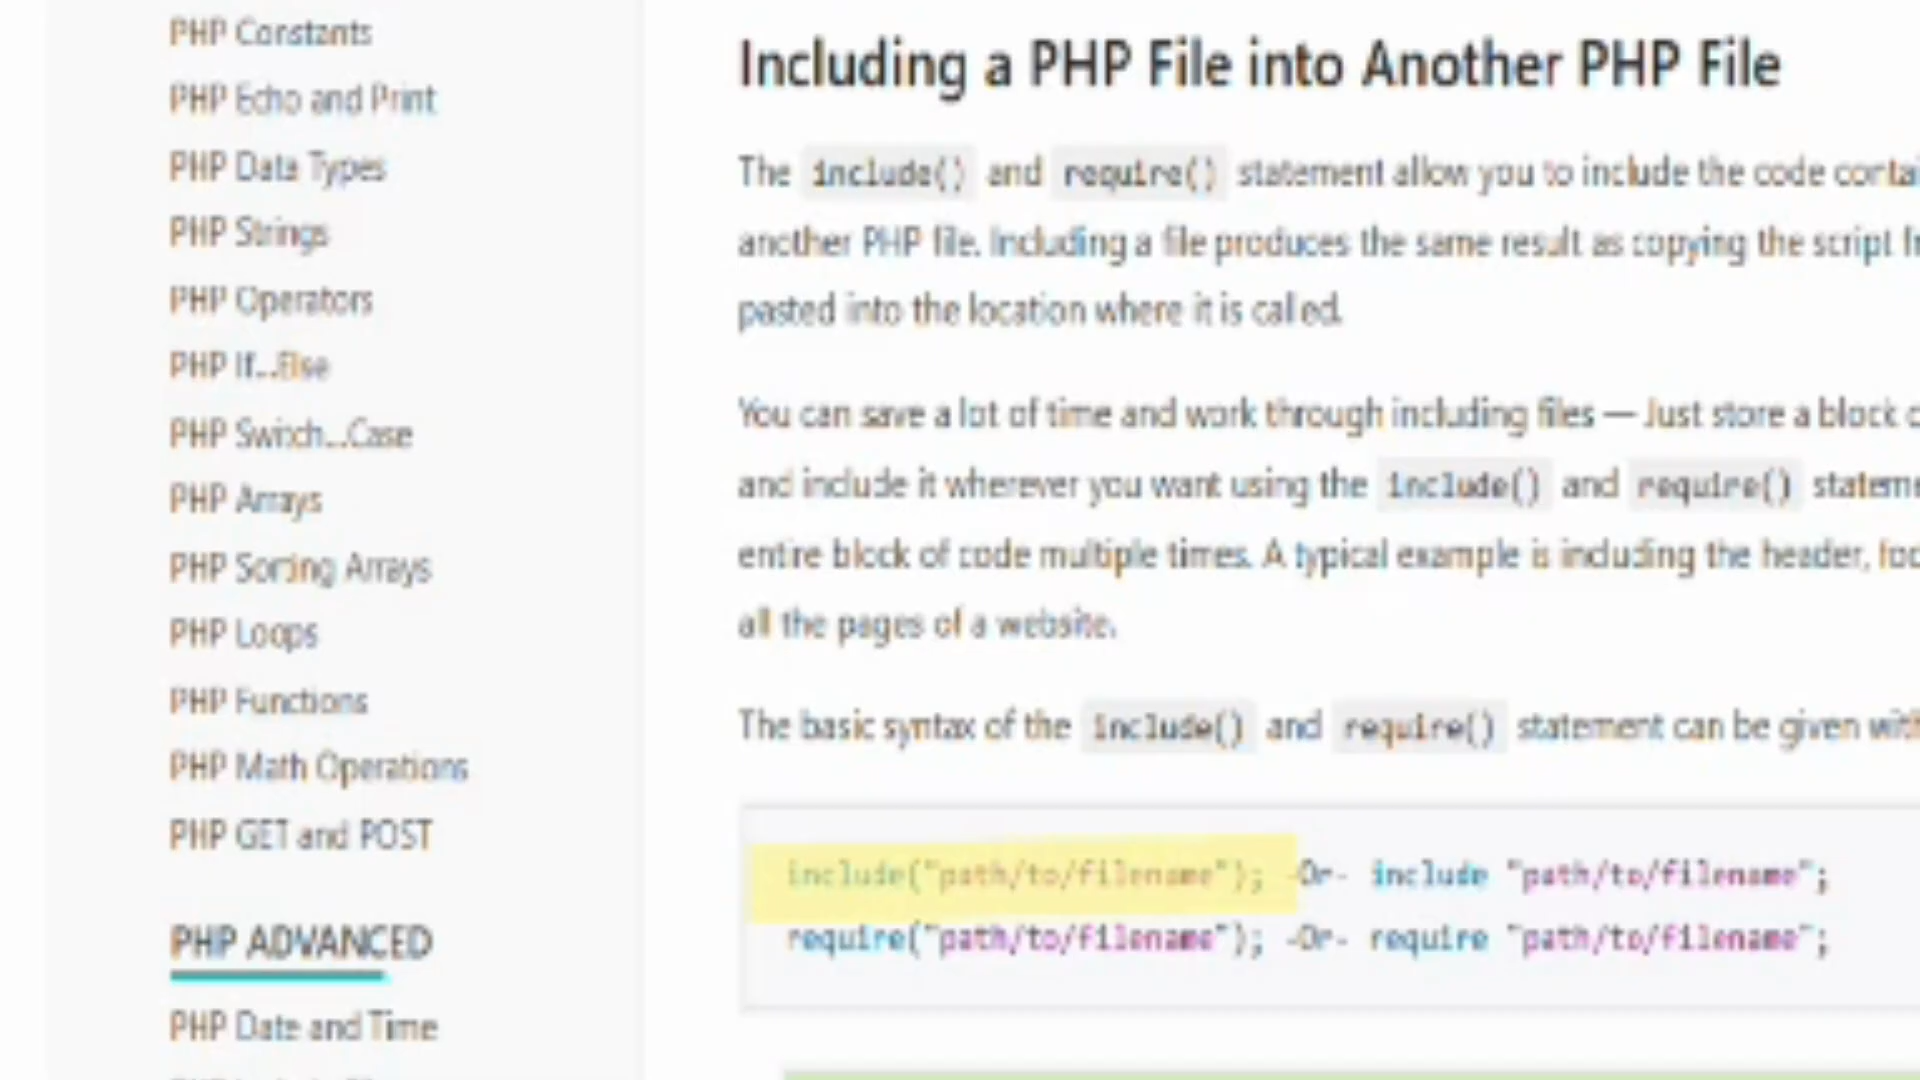 PHP Constants
PHP Echo and Print
PHP Data Types
PHP Strings
PHP Operators
PHP If...Else
PHP Switch...Case
PHP Arrays
PHP Sorting Arrays
PHP Loops
PHP Functions
PHP Math Operations
PHP GET and POST
PHP ADVANCED
PHP Date and Time
Including a PHP File into Another PHP File
The include() and require() statement allow you to include the code
another PHP file. Including a file produces the same result as copying the script
pasted into the location where it is called.
You can save a lot of time and work through including files — Just store a block
and include it wherever you want using the include() and require()
entire block of code multiple times. A typical example is including the header,
all the pages of a website.
The basic syntax of the include() and require() statement can be given with
include("path/to/filename"); -Or- include "path/to/filename";
require("path/to/filename"); -Or- require "path/to/filename";